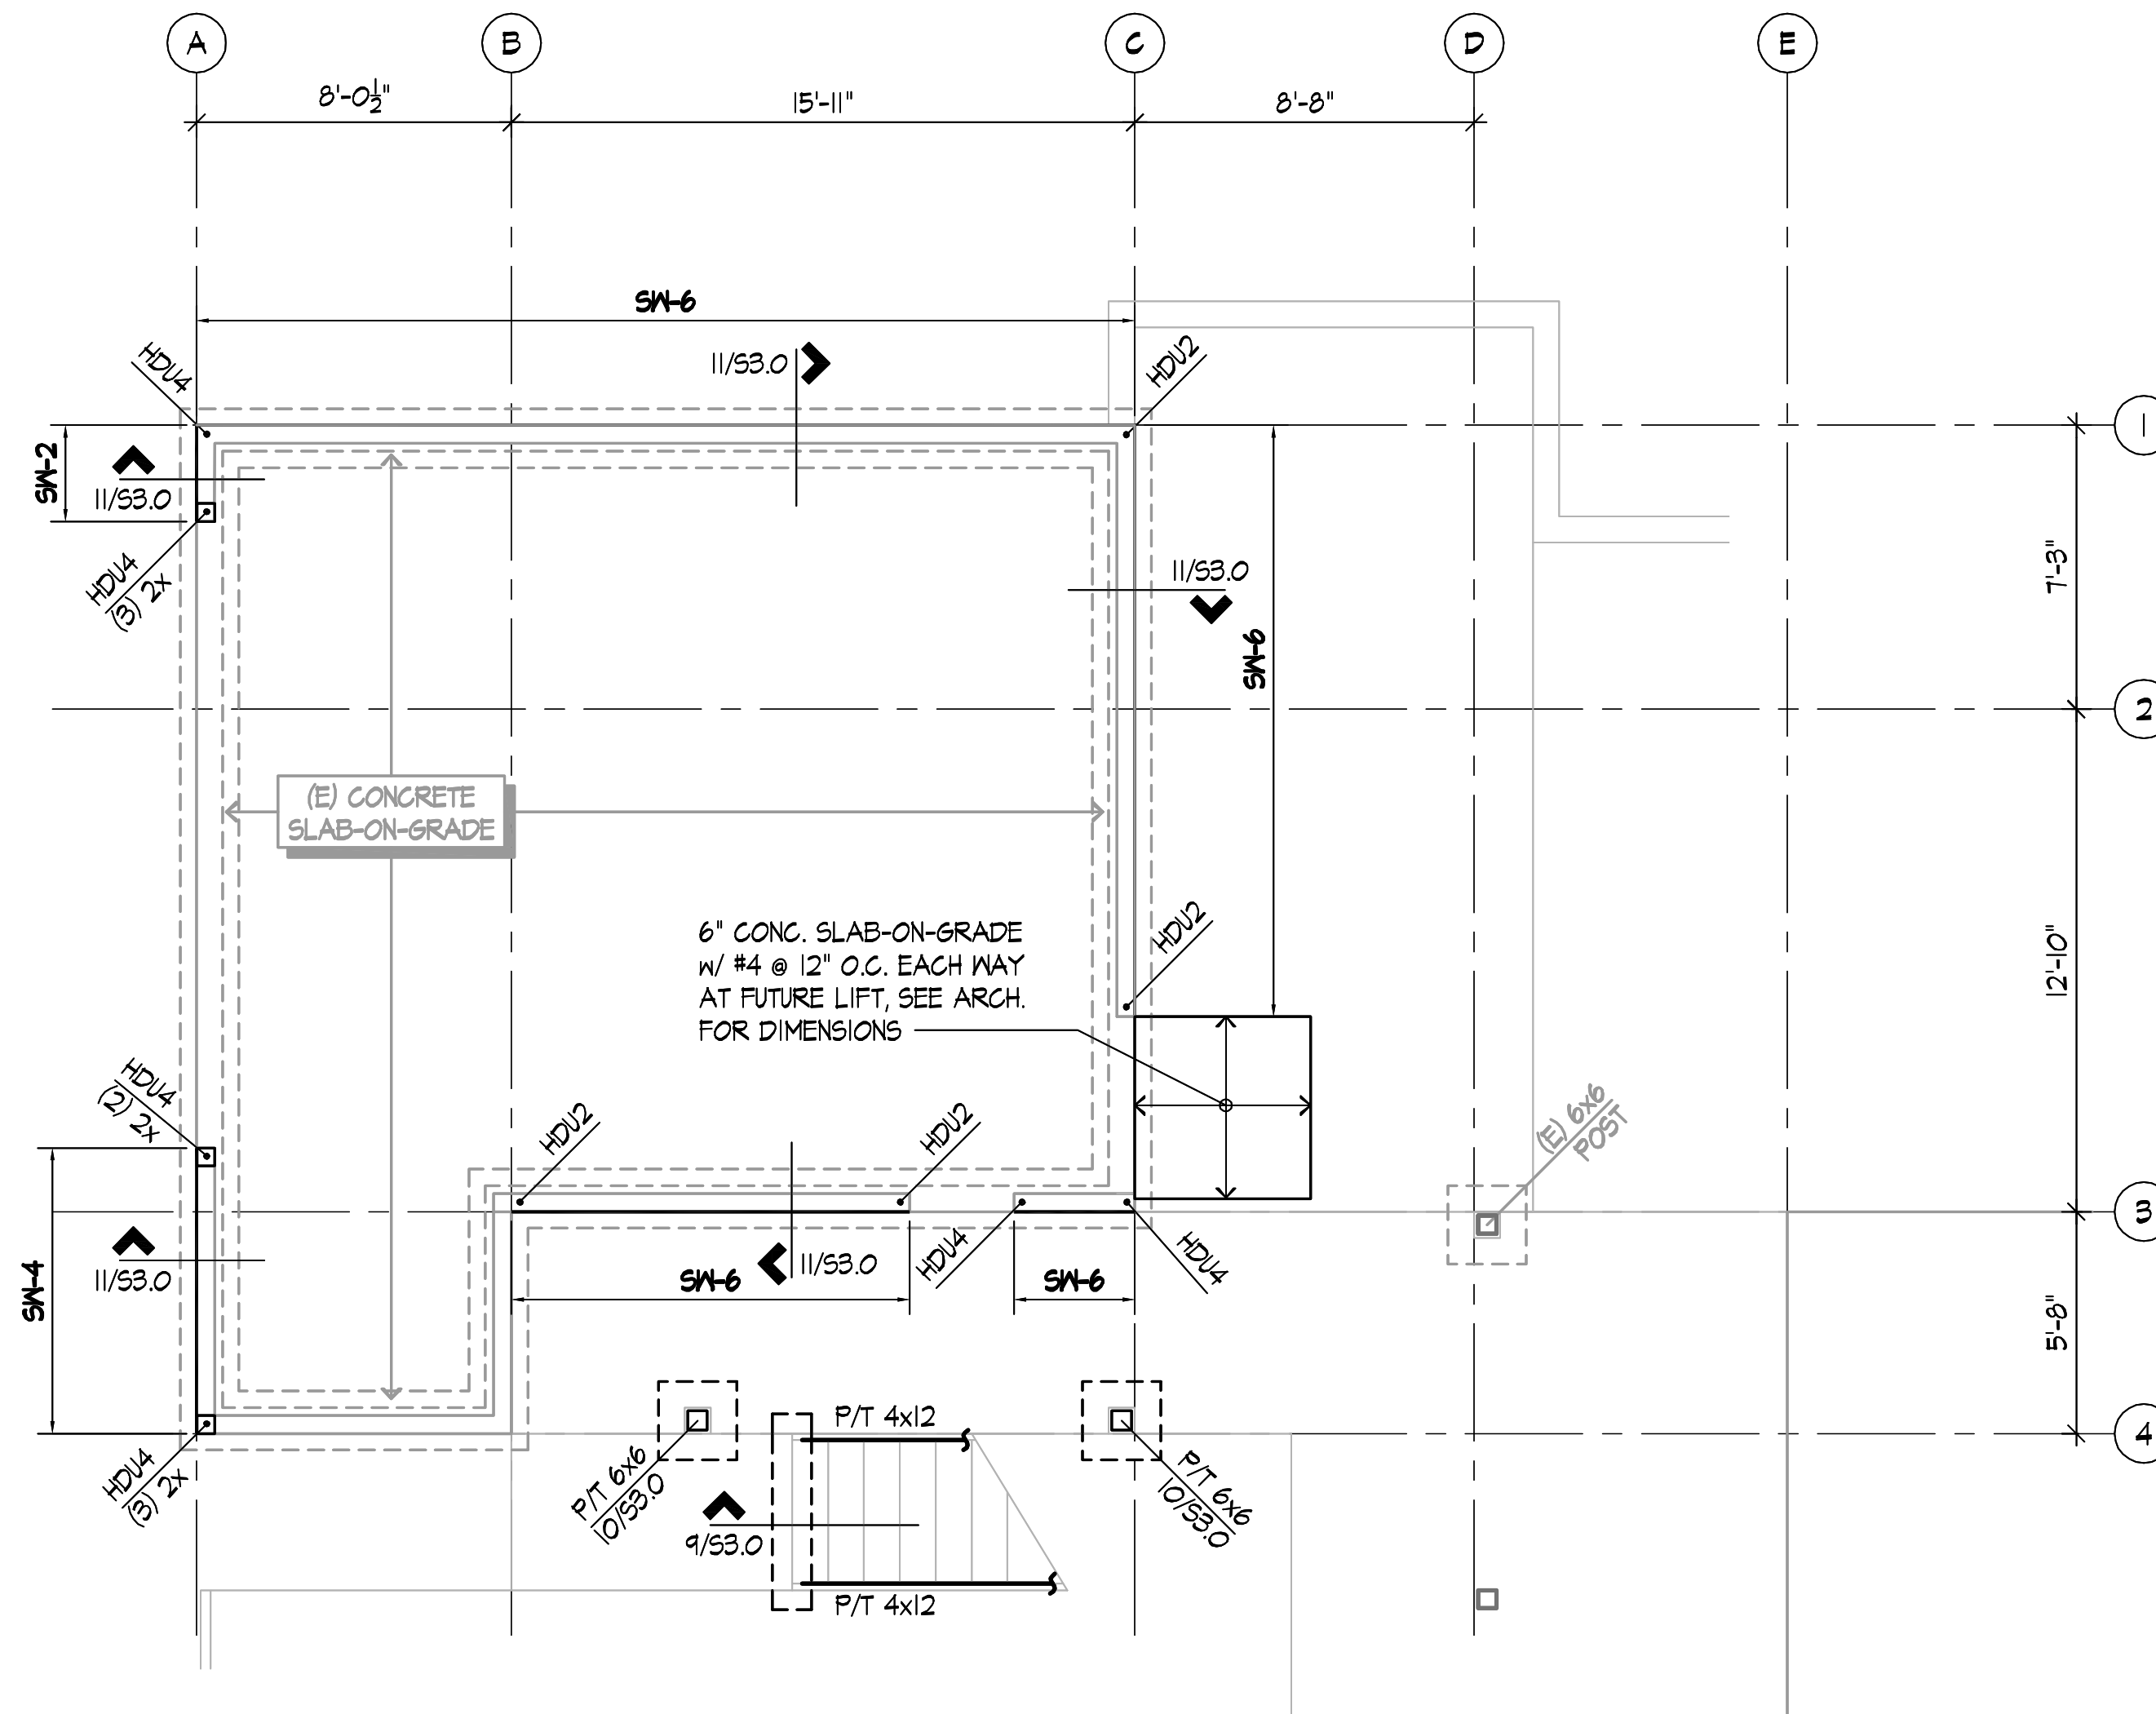 A
B
C
D
E
8'-0 1/2"
15'-11"
8'-8"
SW-6
11/S3.0
HDU4
HDU2
1
SW-2
11/S3.0
HDU4
(3) 2x
11/S3.0
7'-3"
SW-6
2
(E) CONCRETE
SLAB-ON-GRADE
6" CONC. SLAB-ON-GRADE
w/ #4 @ 12" O.C. EACH WAY
AT FUTURE LIFT, SEE ARCH.
FOR DIMENSIONS
HDU2
12'-10"
HDU4
(2) 2x
HDU2
HDU2
(E) 6x6
POST
3
11/S3.0
SW-4
SW-6
11/S3.0
HDU4
SW-6
HDU4
5'-8"
4
HDU4
(3) 2x
P/T 6x6
10/S3.0
P/T 4x12
P/T 6x6
10/S3.0
9/S3.0
P/T 4x12